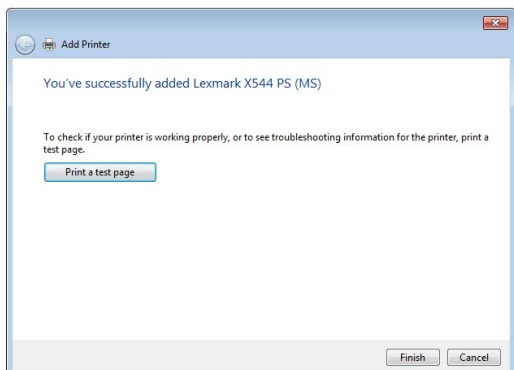 Add Printer
You've successfully added Lexmark X544 PS (MS)
To check if your printer is working properly, or to see troubleshooting information for the printer, print a
test page.
Print a test page
Finish Cancel